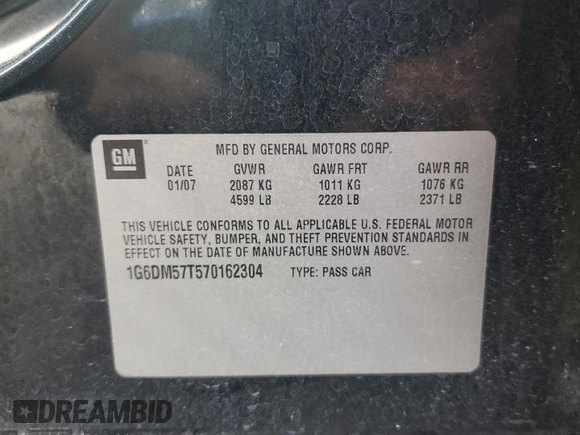 GM
MFD BY GENERAL MOTORS CORP.
DATE GVWR GAWR FRT GAWR RR
01/07 2087 KG 1011 KG 1076 KG
4599 LB 2228 LB 2371 LB
THIS VEHICLE CONFORMS TO ALL APPLICABLE U.S. FEDERAL MOTOR
VEHICLE SAFETY, BUMPER, AND THEFT PREVENTION STANDARDS IN
EFFECT ON THE DATE OF MANUFACTURE SHOWN ABOVE.
1G6DM57T570162304 TYPE: PASS CAR
DREAMBID